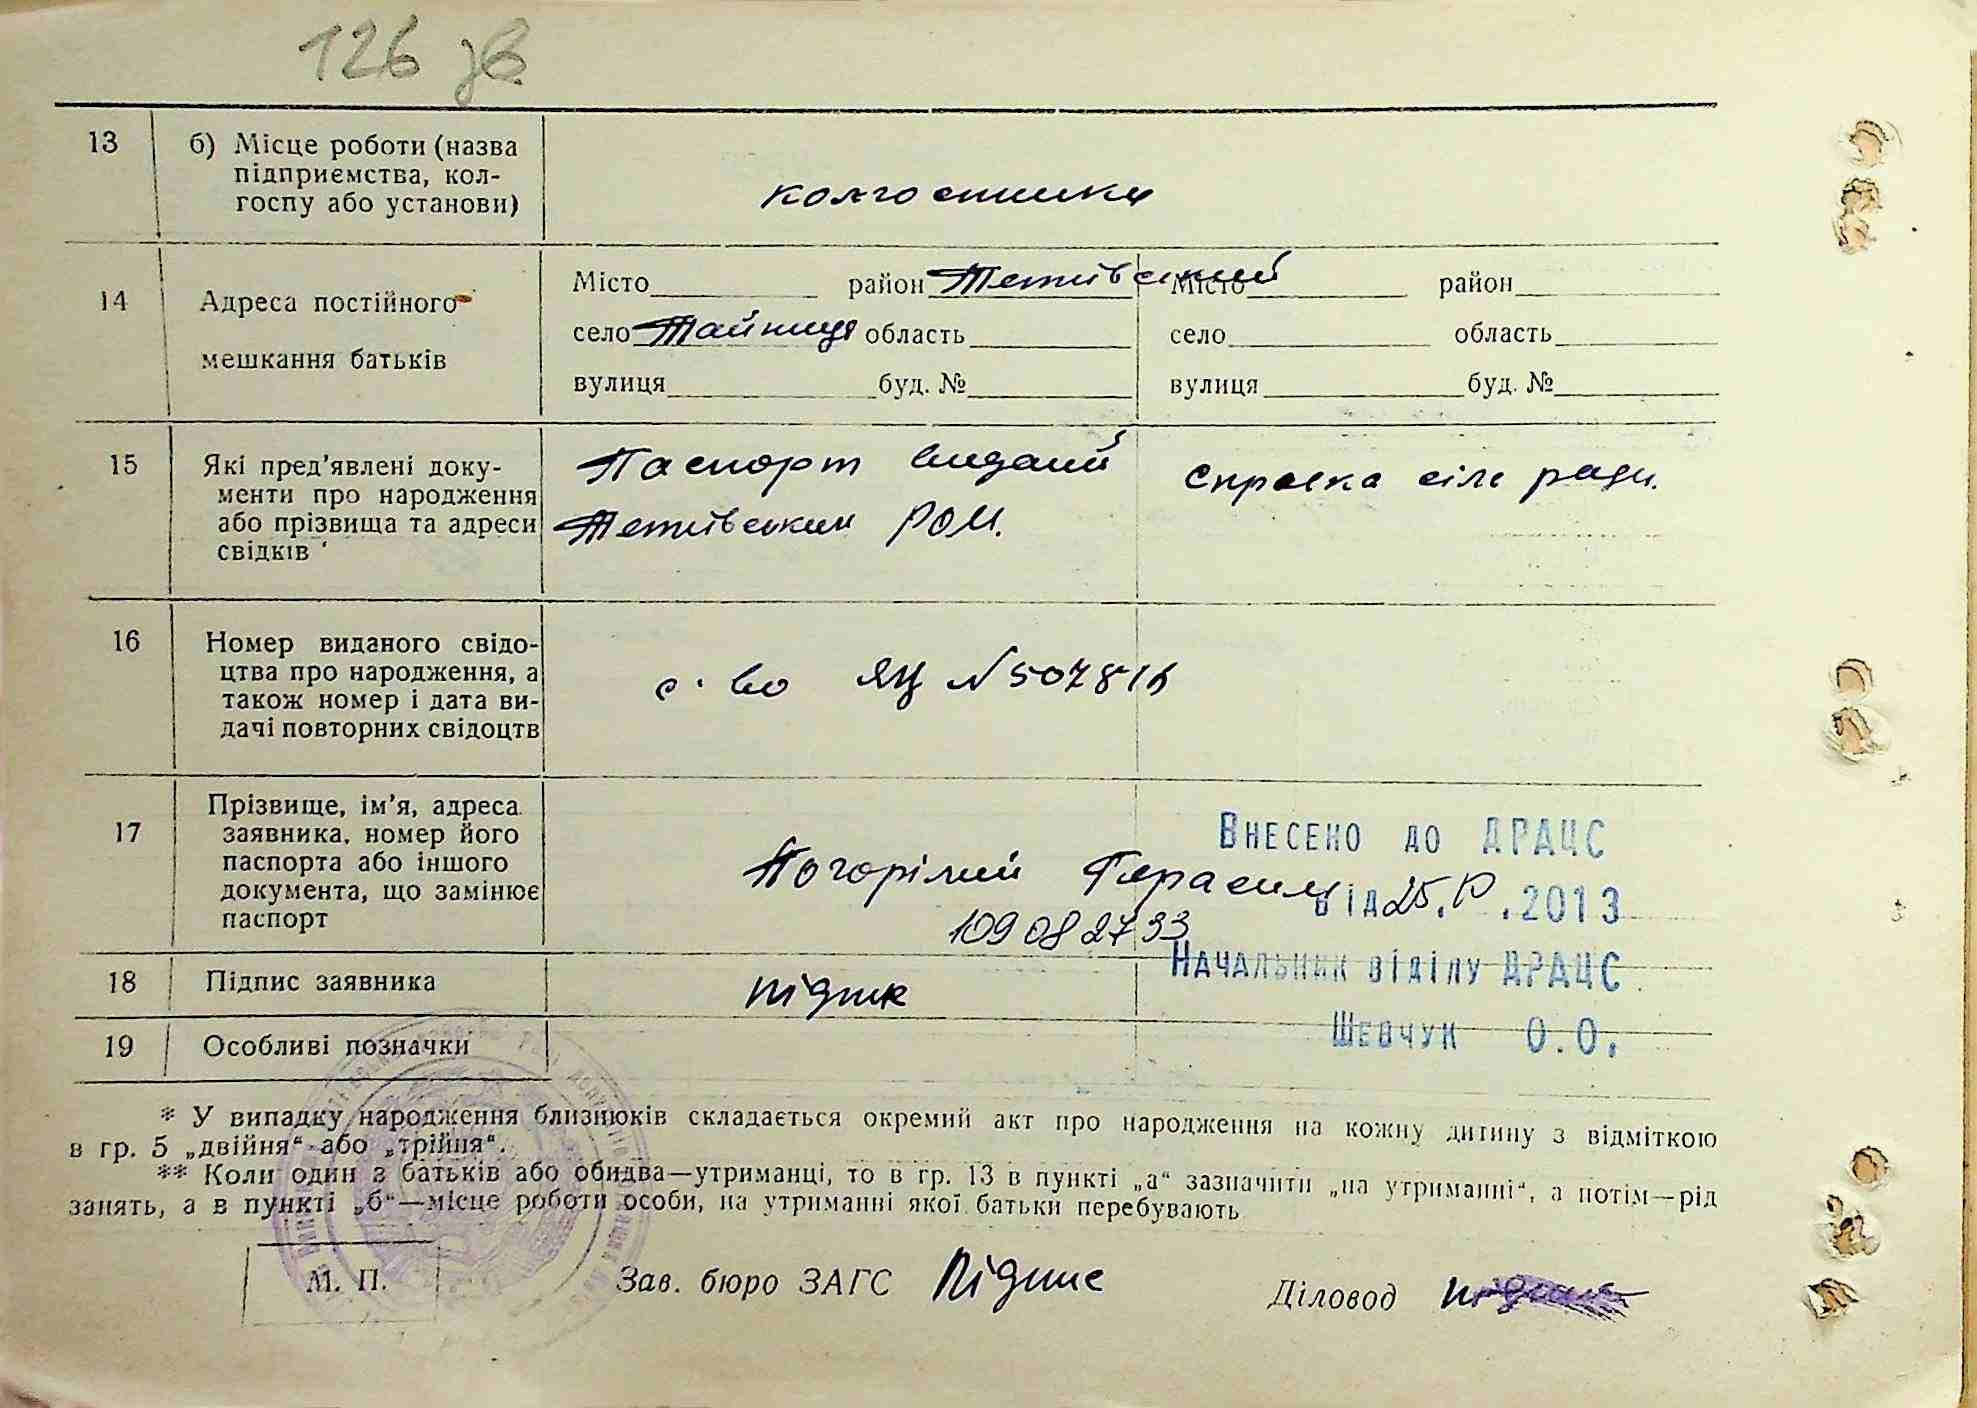 126 зв.
13 б) Місце роботи (назва
підприємства, кол-
госпу або установи)
колгоспники
14 Адреса постійного
мешкання батьків
Місто район Тетіївський Місто район
село Тайниця область село область
вулиця буд. № вулиця буд. №
15 Які пред'явлені доку-
менти про народження
або прізвища та адреси
свідків
Паспорт виданий
Тетіївським РОМ.
Справка сіль ради.
16 Номер виданого свідо-
цтва про народження, а
також номер і дата ви-
дачі повторних свідоцтв
с-во ЯЦ №
17 Прізвище, ім'я, адреса
заявника, номер його
паспорта або іншого
документа, що замінює
паспорт
Погорілий Герасим
109082733
Внесено до ДРАЦС
від 25. .2013
Начальник відділу ДРАЦС
Шевчук О.О.
18 Підпис заявника
підпис
19 Особливі позначки
* У випадку народження близнюків складається окремий акт про народження на кожну дитину з відміткою
в гр. 5 „двійня“ або „трійня“.
** Коли один з батьків або обидва—утриманці, то в гр. 13 в пункті „а“ зазначити „на утриманні“, а потім—рід
занять, а в пункті „б“—місце роботи особи, на утриманні якої батьки перебувають
М. П.
Зав. бюро ЗАГС Підпис
Діловод підпис